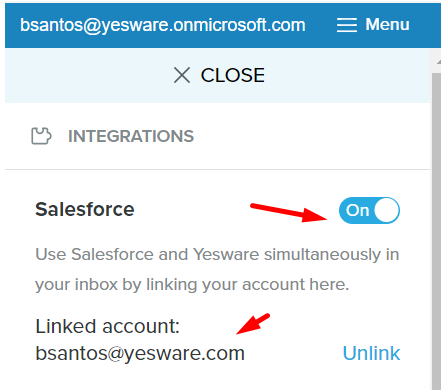 bsantos@yesware.onmicrosoft.com Menu
CLOSE
INTEGRATIONS
Salesforce On
Use Salesforce and Yesware simultaneously in
your inbox by linking your account here.
Linked account:
bsantos@yesware.com Unlink